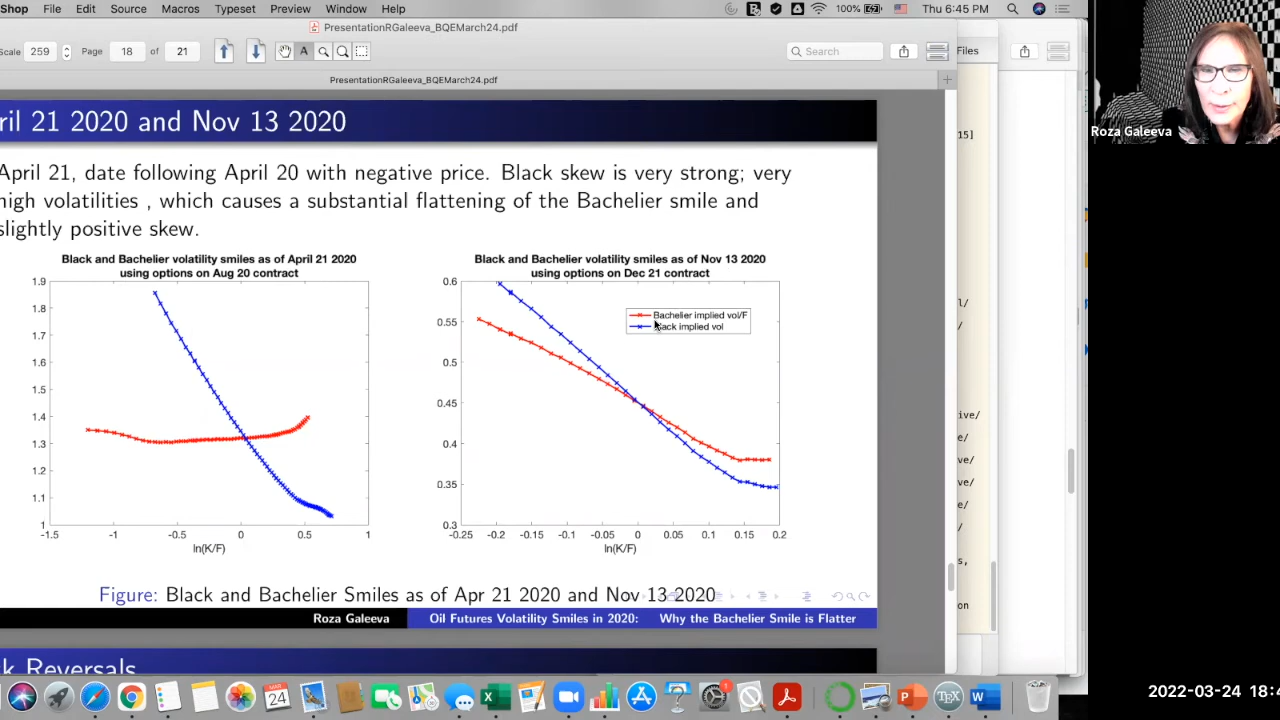 Shop File Edit Source Macros Typeset Preview Window Help 100% Thu 6:45 PM
PresentationRGaleeva_BQEMarch24.pdf
Scale 259 Page 18 of 21 Search Files
PresentationRGaleeva_BQEMarch24.pdf
ril 21 2020 and Nov 13 2020
Roza Galeeva
15]
April 21, date following April 20 with negative price. Black skew is very strong; very
high volatilities , which causes a substantial flattening of the Bachelier smile and
slightly positive skew.
Black and Bachelier volatility smiles as of April 21 2020
using options on Aug 20 contract
1.9
1.8
1.7
1.6
1.5
1.4
1.3
1.2
1.1
1
-1.5 -1 -0.5 0 0.5 1
ln(K/F)
Black and Bachelier volatility smiles as of Nov 13 2020
using options on Dec 21 contract
Bachelier implied vol/F
Black implied vol
0.6
0.55
0.5
0.45
0.4
0.35
0.3
-0.25 -0.2 -0.15 -0.1 -0.05 0 0.05 0.1 0.15 0.2
ln(K/F)
l/
/
ive/
e/
ve/
ve/
e/
/
s,
on
Figure: Black and Bachelier Smiles as of Apr 21 2020 and Nov 13 2020
Roza Galeeva Oil Futures Volatility Smiles in 2020: Why the Bachelier Smile is Flatter
k Reversals
MAR
24
1
TEX
2022-03-24 18:4